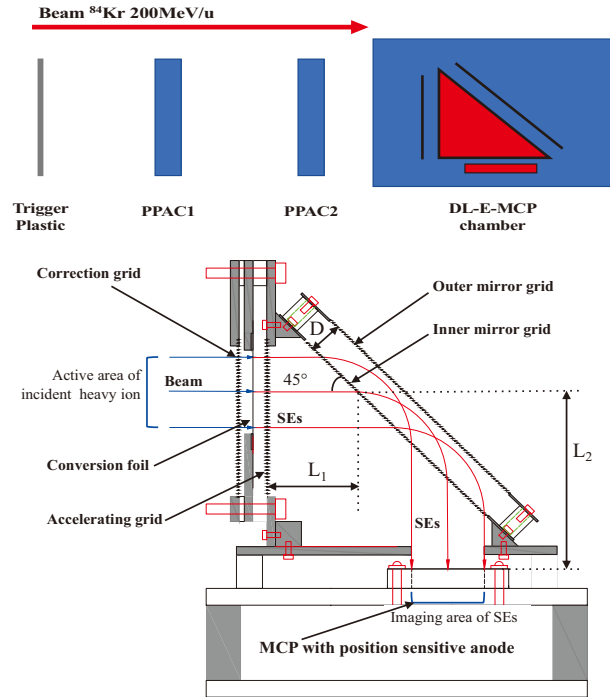 Beam ⁸⁴Kr 200MeV/u
Trigger
Plastic
PPAC1
PPAC2
DL-E-MCP
chamber
Correction grid
Outer mirror grid
Inner mirror grid
D
Active area of
incident heavy ion
Beam
45°
SEs
L₂
Conversion foil
L₁
Accelerating grid
SEs
Imaging area of SEs
MCP with position sensitive anode